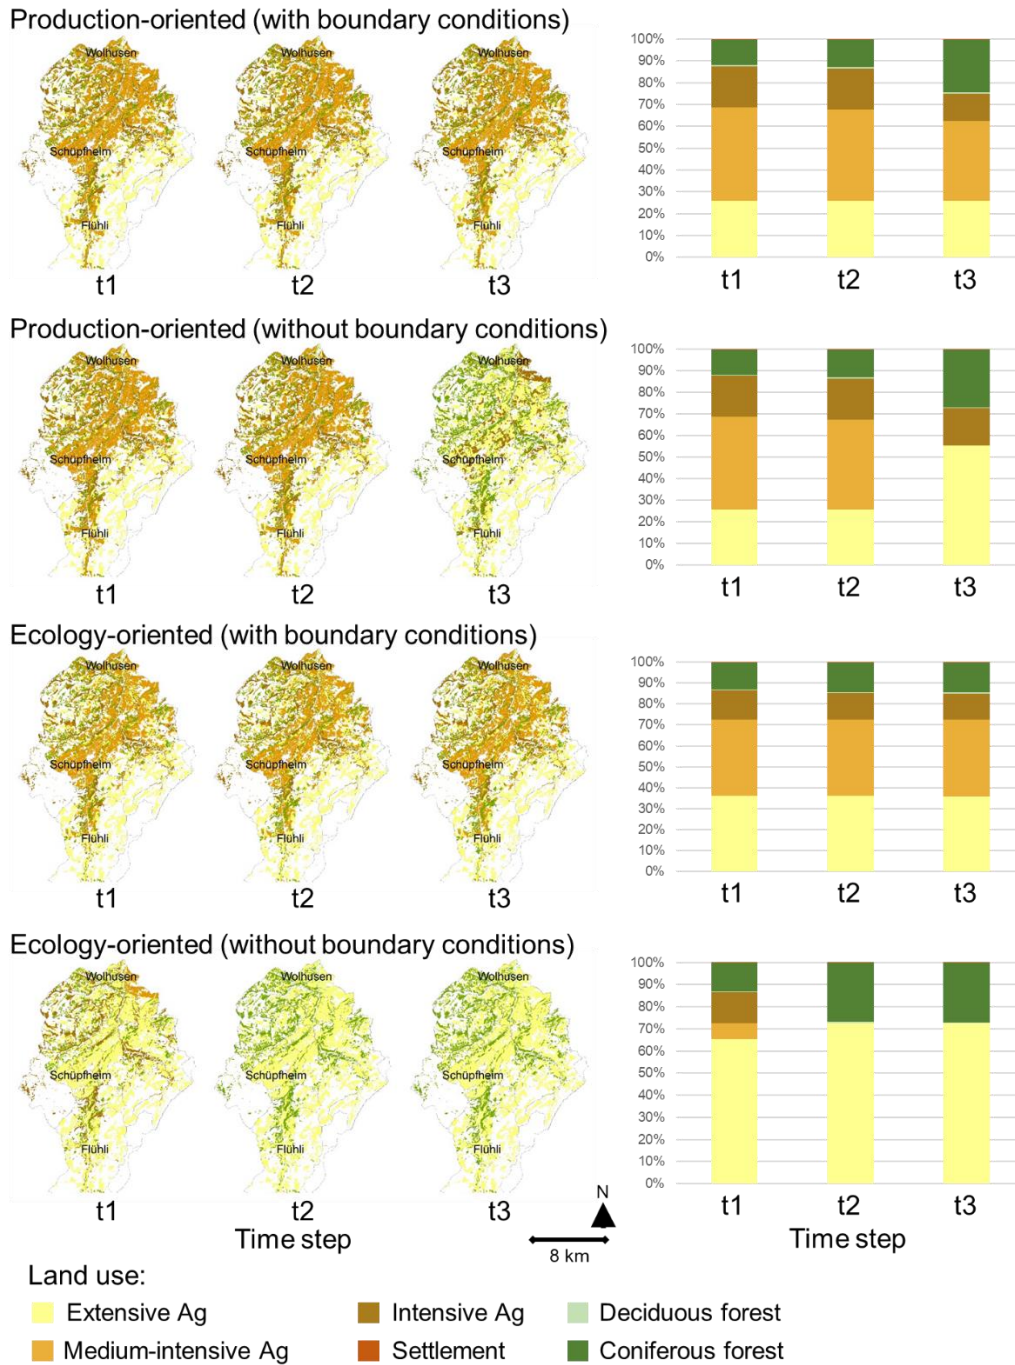 Production-oriented (with boundary conditions)
Wolhusen Wolhusen Wolhusen
Schüpfheim Schüpfheim Schüpfheim
Flühli Flühli Flühli
t1 t2 t3
100%
90%
80%
70%
60%
50%
40%
30%
20%
10%
0%
t1 t2 t3
Production-oriented (without boundary conditions)
Wolhusen Wolhusen Wolhusen
Schüpfheim Schüpfheim Schüpfheim
Flühli Flühli Flühli
t1 t2 t3
100%
90%
80%
70%
60%
50%
40%
30%
20%
10%
0%
t1 t2 t3
Ecology-oriented (with boundary conditions)
Wolhusen Wolhusen Wolhusen
Schüpfheim Schüpfheim Schüpfheim
Flühli Flühli Flühli
t1 t2 t3
100%
90%
80%
70%
60%
50%
40%
30%
20%
10%
0%
t1 t2 t3
Ecology-oriented (without boundary conditions)
Wolhusen Wolhusen Wolhusen
Schüpfheim Schüpfheim Schüpfheim
Flühli Flühli Flühli
t1 t2 t3
Time step
N
8 km
100%
90%
80%
70%
60%
50%
40%
30%
20%
10%
0%
t1 t2 t3
Time step
Land use:
Extensive Ag Intensive Ag Deciduous forest
Medium-intensive Ag Settlement Coniferous forest